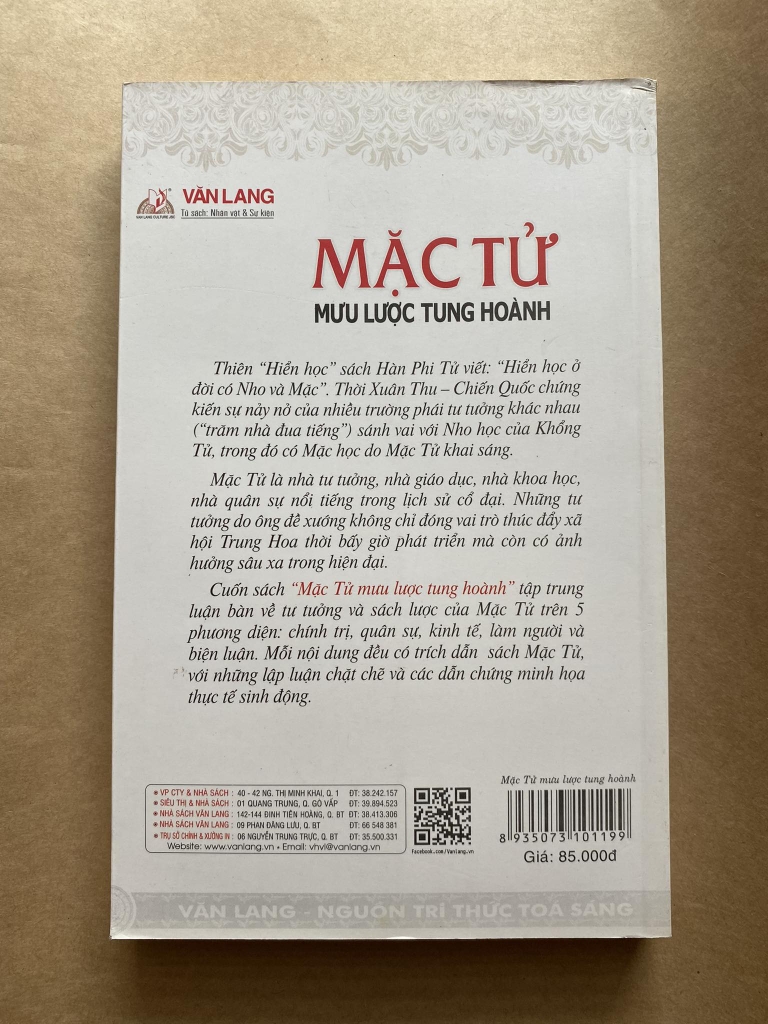 VĂN LANG
VAN LANG CULTURE JSC
Tủ sách: Nhân vật & Sự kiện
MẶC TỬ
MƯU LƯỢC TUNG HOÀNH
Thiên “Hiển học” sách Hàn Phi Tử viết: “Hiển học ở
đời có Nho và Mặc”. Thời Xuân Thu – Chiến Quốc chứng
kiến sự nảy nở của nhiều trường phái tư tưởng khác nhau
(“trăm nhà đua tiếng”) sánh vai với Nho học của Khổng
Tử, trong đó có Mặc học do Mặc Tử khai sáng.
Mặc Tử là nhà tư tưởng, nhà giáo dục, nhà khoa học,
nhà quân sự nổi tiếng trong lịch sử cổ đại. Những tư
tưởng do ông đề xướng không chỉ đóng vai trò thúc đẩy xã
hội Trung Hoa thời bấy giờ phát triển mà còn có ảnh
hưởng sâu xa trong hiện đại.
Cuốn sách “Mặc Tử mưu lược tung hoành” tập trung
luận bàn về tư tưởng và sách lược của Mặc Tử trên 5
phương diện: chính trị, quân sự, kinh tế, làm người và
biện luận. Mỗi nội dung đều có trích dẫn sách Mặc Tử,
với những lập luận chặt chẽ và các dẫn chứng minh họa
thực tế sinh động.
VP CTY & NHÀ SÁCH : 40 - 42 NG. THỊ MINH KHAI, Q. 1 ĐT: 38.242.157
SIÊU THỊ & NHÀ SÁCH : 01 QUANG TRUNG, Q. GÒ VẤP ĐT: 39.894.523
NHÀ SÁCH VĂN LANG : 142-144 ĐINH TIÊN HOÀNG, Q. BT ĐT: 38.413.306
NHÀ SÁCH VĂN LANG : 09 PHAN ĐĂNG LƯU, Q. BT ĐT: 66 548 381
TRỤ SỞ CHÍNH & XƯỞNG IN : 06 NGUYỄN TRUNG TRỰC, Q. BT ĐT: 35.500.331
Website: www.vanlang.vn • Email: vhvl@vanlang.vn
Facebook.com/Vanlang.vn
Mặc Tử mưu lược tung hoành
8 935073 101199
Giá: 85.000đ
VĂN LANG - NGUỒN TRI THỨC TOẢ SÁNG